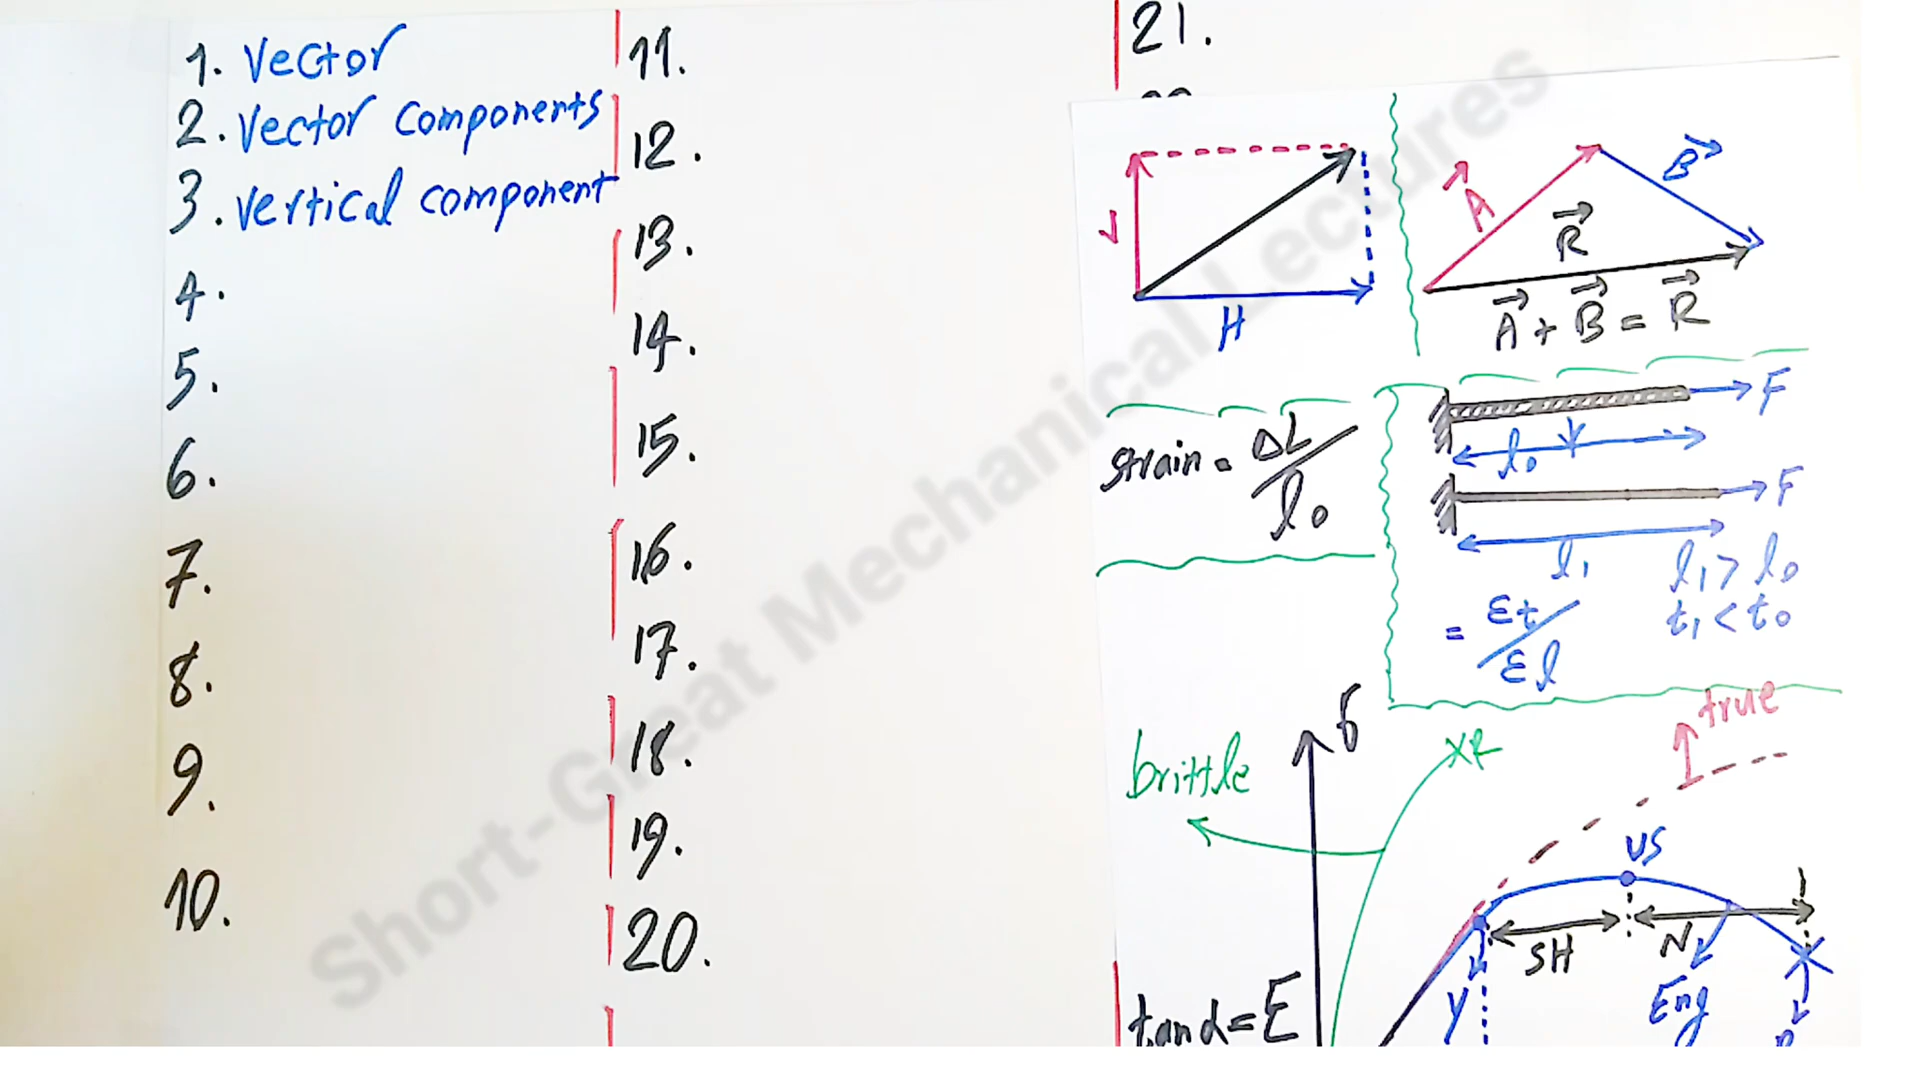 1. Vector
2. Vector components
3. vertical component
4.
5.
6.
7.
8.
9.
10.
11.
12.
13.
14.
15.
16.
17.
18.
19.
20.
21.
V
H
A
B
R
A + B = R
strain = ΔL/l₀
F
l₀
F
l₁
l₁ > l₀
t₁ < t₀
= εt/εl
brittle
σ
R
true
US
SH
N
Y
Eng
tanα = E
Short-Great Mechanical Lectures